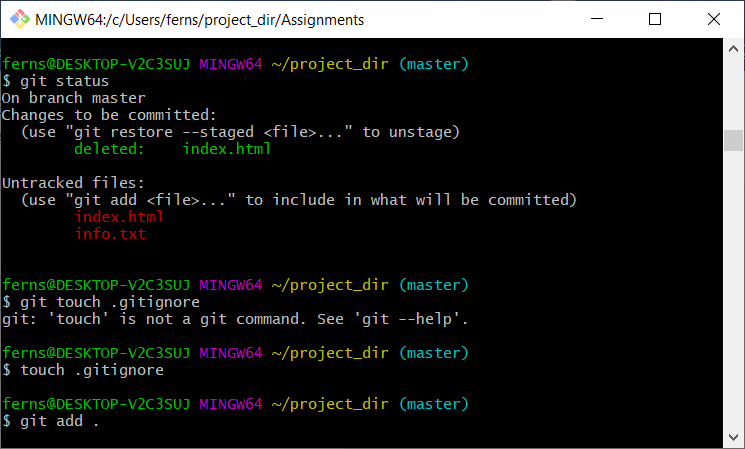 MINGW64:/c/Users/ferns/project_dir/Assignments
ferns@DESKTOP-V2C3SUJ MINGW64 ~/project_dir (master)
$ git status
On branch master
Changes to be committed:
  (use "git restore --staged <file>..." to unstage)
        deleted:    index.html

Untracked files:
  (use "git add <file>..." to include in what will be committed)
        index.html
        info.txt

ferns@DESKTOP-V2C3SUJ MINGW64 ~/project_dir (master)
$ git touch .gitignore
git: 'touch' is not a git command. See 'git --help'.

ferns@DESKTOP-V2C3SUJ MINGW64 ~/project_dir (master)
$ touch .gitignore

ferns@DESKTOP-V2C3SUJ MINGW64 ~/project_dir (master)
$ git add .